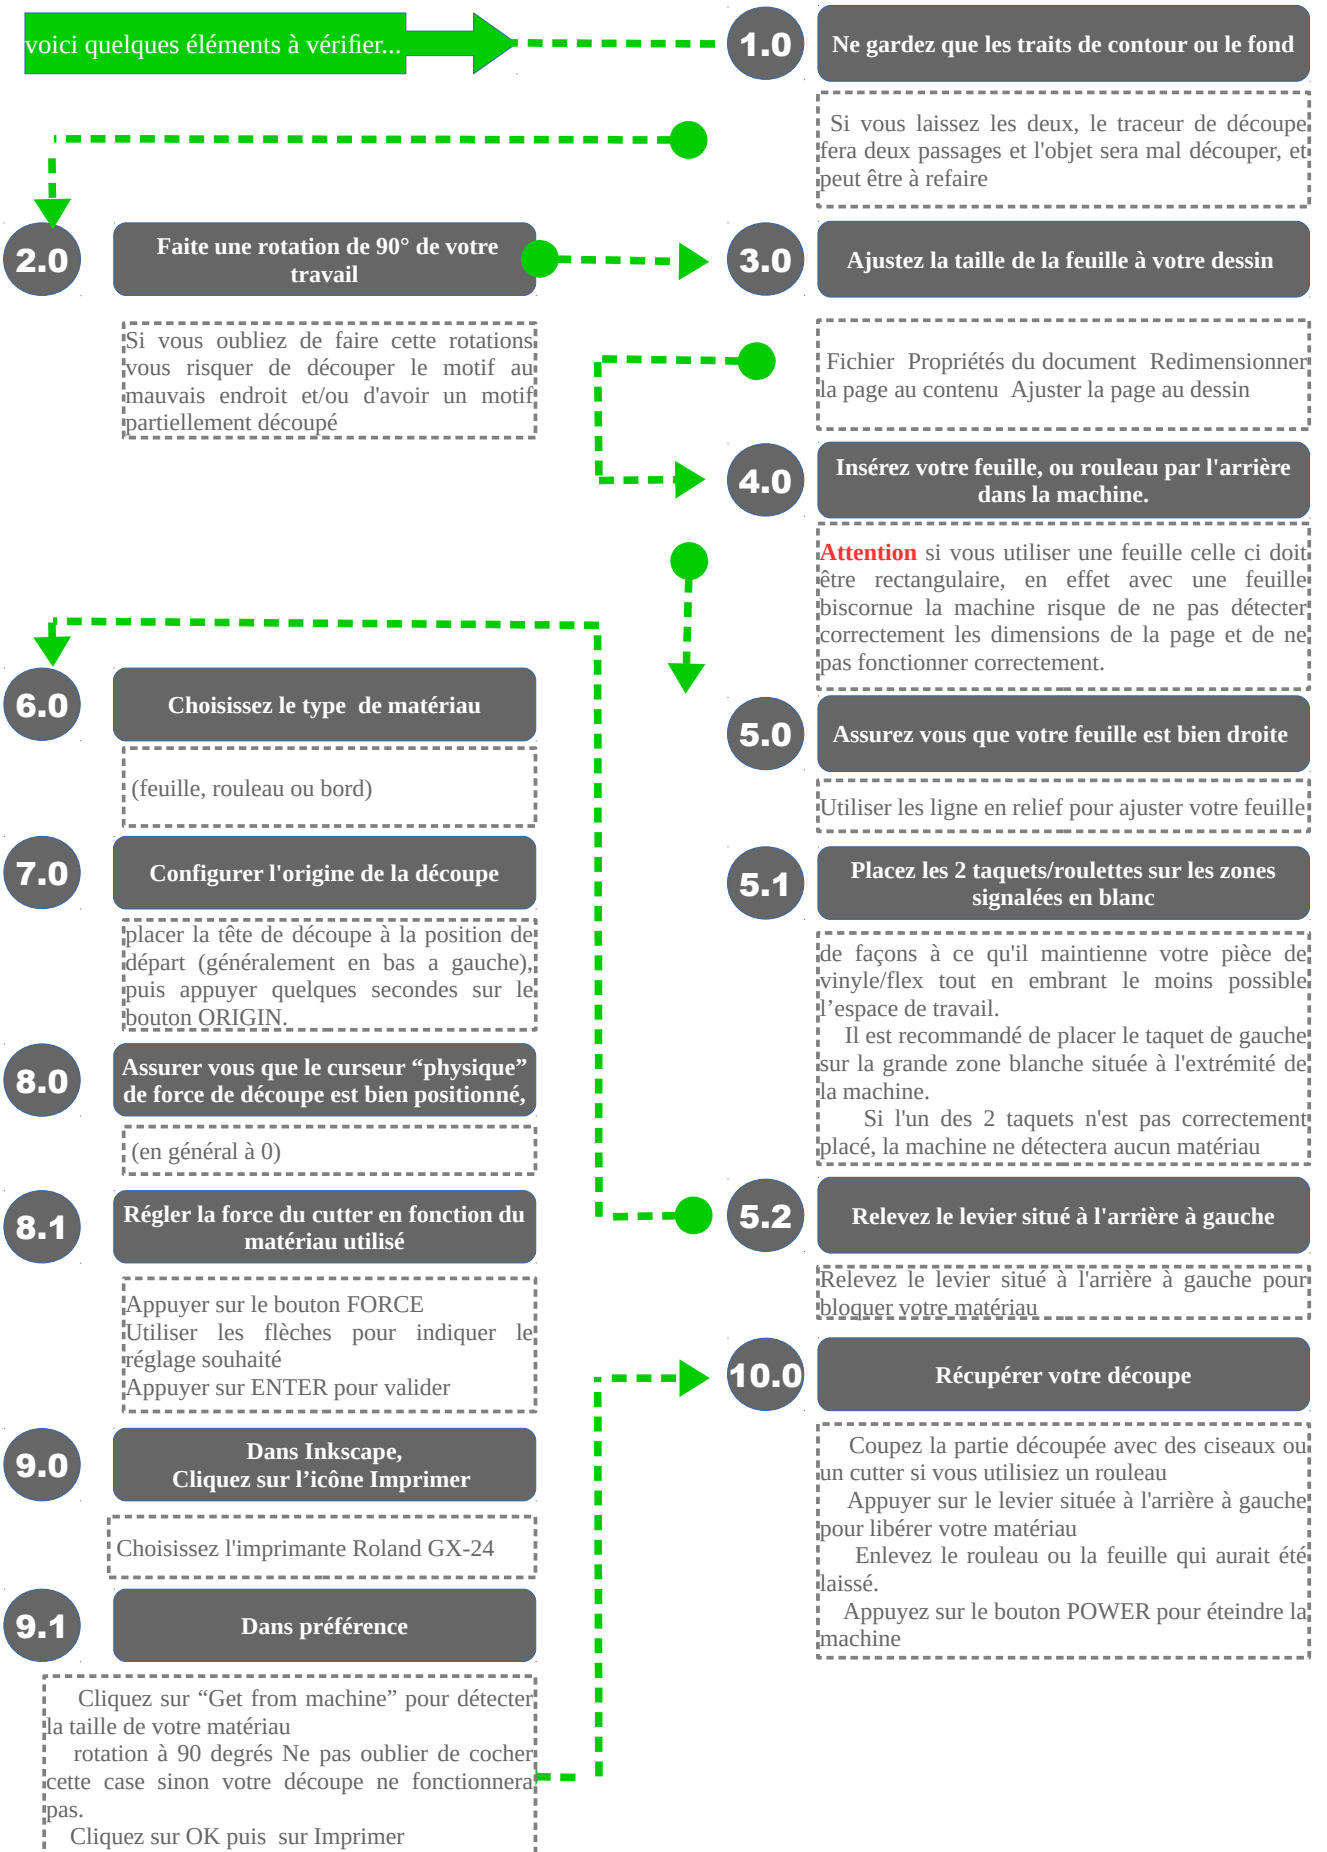 voici quelques éléments à vérifier...
1.0
Ne gardez que les traits de contour ou le fond
Si vous laissez les deux, le traceur de découpe
fera deux passages et l'objet sera mal découper, et
peut être à refaire
2.0
Faite une rotation de 90° de votre
travail
Si vous oubliez de faire cette rotations
vous risquer de découper le motif au
mauvais endroit et/ou d'avoir un motif
partiellement découpé
3.0
Ajustez la taille de la feuille à votre dessin
Fichier Propriétés du document Redimensionner
la page au contenu Ajuster la page au dessin
4.0
Insérez votre feuille, ou rouleau par l'arrière
dans la machine.
Attention si vous utiliser une feuille celle ci doit
être rectangulaire, en effet avec une feuille
biscornue la machine risque de ne pas détecter
correctement les dimensions de la page et de ne
pas fonctionner correctement.
5.0
Assurez vous que votre feuille est bien droite
Utiliser les ligne en relief pour ajuster votre feuille
5.1
Placez les 2 taquets/roulettes sur les zones
signalées en blanc
de façons à ce qu'il maintienne votre pièce de
vinyle/flex tout en embrant le moins possible
l’espace de travail.
Il est recommandé de placer le taquet de gauche
sur la grande zone blanche située à l'extrémité de
la machine.
Si l'un des 2 taquets n'est pas correctement
placé, la machine ne détectera aucun matériau
5.2
Relevez le levier situé à l'arrière à gauche
Relevez le levier situé à l'arrière à gauche pour
bloquer votre matériau
6.0
Choisissez le type de matériau
(feuille, rouleau ou bord)
7.0
Configurer l'origine de la découpe
placer la tête de découpe à la position de
départ (généralement en bas a gauche),
puis appuyer quelques secondes sur le
bouton ORIGIN.
8.0
Assurer vous que le curseur “physique”
de force de découpe est bien positionné,
(en général à 0)
8.1
Régler la force du cutter en fonction du
matériau utilisé
Appuyer sur le bouton FORCE
Utiliser les flèches pour indiquer le
réglage souhaité
Appuyer sur ENTER pour valider
9.0
Dans Inkscape,
Cliquez sur l’icône Imprimer
Choisissez l'imprimante Roland GX-24
9.1
Dans préférence
Cliquez sur “Get from machine” pour détecter
la taille de votre matériau
rotation à 90 degrés Ne pas oublier de cocher
cette case sinon votre découpe ne fonctionnera
pas.
Cliquez sur OK puis sur Imprimer
10.0
Récupérer votre découpe
Coupez la partie découpée avec des ciseaux ou
un cutter si vous utilisiez un rouleau
Appuyer sur le levier située à l'arrière à gauche
pour libérer votre matériau
Enlevez le rouleau ou la feuille qui aurait été
laissé.
Appuyez sur le bouton POWER pour éteindre la
machine